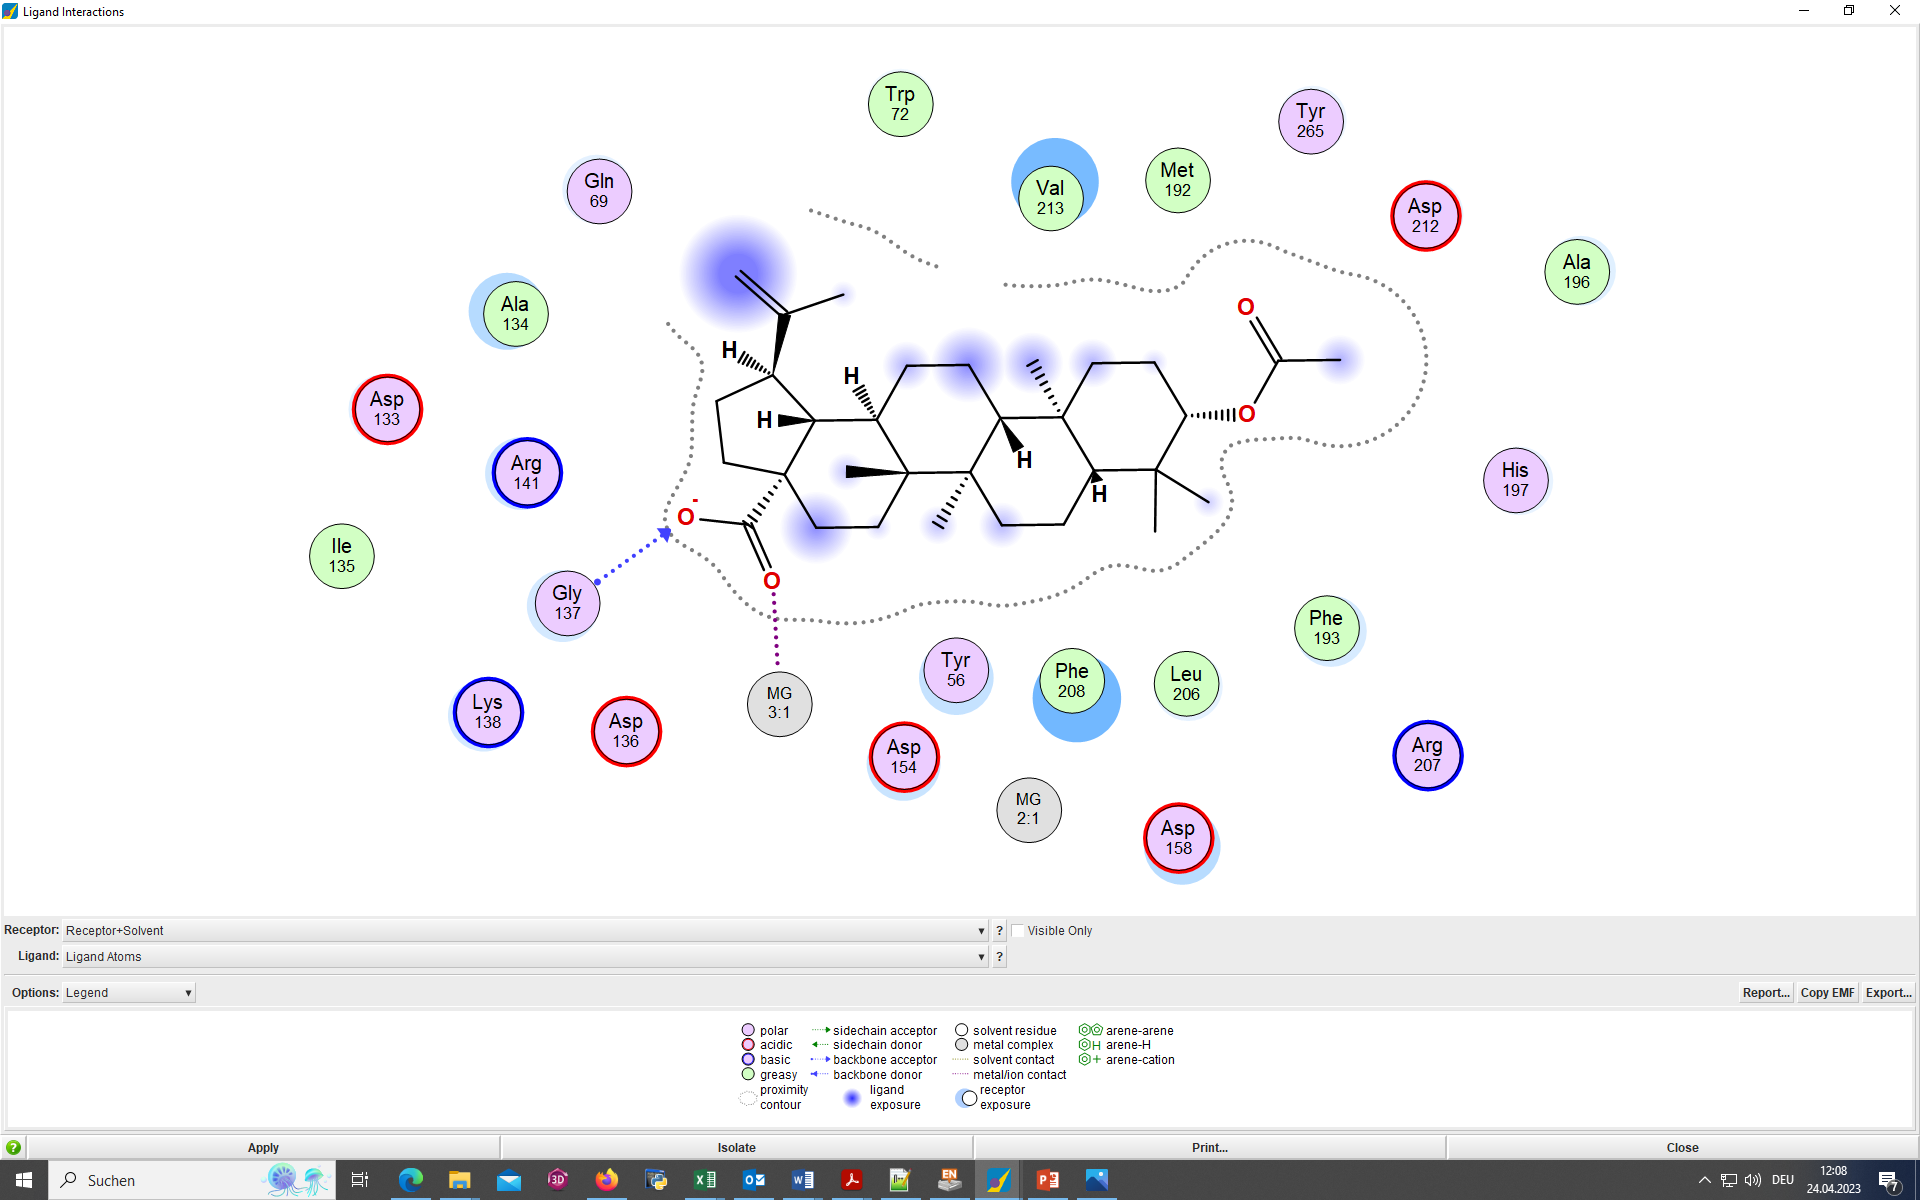 Ligand Interactions
Trp
72
Tyr
265
Gln
69
Val
213
Met
192
Asp
212
Ala
196
Ala
134
O
H
H
Asp
133
H
O
Arg
141
H
His
197
H
-
O
Ile
135
O
Gly
137
Phe
193
Tyr
56
Phe
208
Leu
206
Lys
138
Asp
136
MG
3:1
Asp
154
Arg
207
MG
2:1
Asp
158
Receptor: Receptor+Solvent ? Visible Only
Ligand: Ligand Atoms ?
Options: Legend Report... Copy EMF Export...
polar sidechain acceptor solvent residue arene-arene
acidic sidechain donor metal complex H arene-H
basic backbone acceptor solvent contact + arene-cation
greasy backbone donor metal/ion contact
proximity contour
ligand exposure
receptor exposure
? Apply Isolate Print... Close
Suchen
3D
EN
DEU
12:08
24.04.2023
7